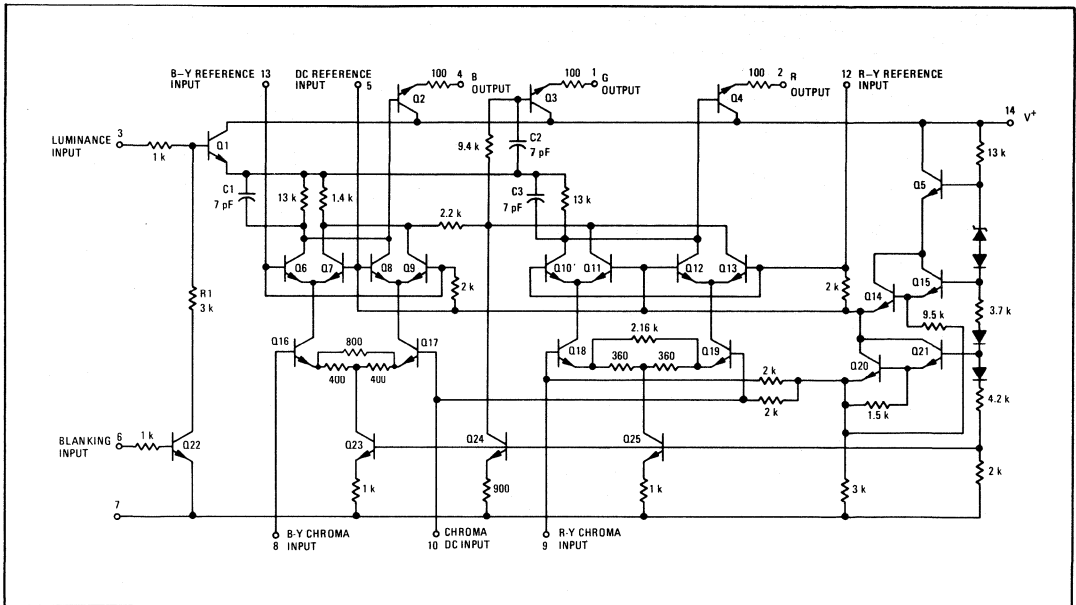 B–Y REFERENCE 13
INPUT
DC REFERENCE
INPUT 5
100 4 B
OUTPUT
Q2
100 1 G
OUTPUT
Q3
100 2 R
OUTPUT
Q4
12 R–Y REFERENCE
INPUT
14 V+
LUMINANCE 3
INPUT
1 k
Q1
9.4 k
C2
7 pF
13 k
Q5
C1
7 pF
13 k
1.4 k
C3
7 pF
13 k
2.2 k
Q6
Q7
Q8
Q9
2 k
Q10'
Q11
Q12
Q13
2 k
Q14
Q15
3.7 k
9.5 k
R1
3 k
Q16
800
400
400
Q17
Q18
2.16 k
360
360
Q19
2 k
2 k
Q20
Q21
1.5 k
4.2 k
BLANKING 6
INPUT
1 k
Q22
Q23
1 k
Q24
900
Q25
1 k
3 k
2 k
7
B-Y CHROMA
8 INPUT
CHROMA
10 DC INPUT
R-Y CHROMA
9 INPUT